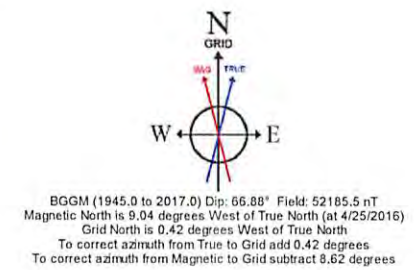 N
GRID
MAG TRUE
W E
BGGM (1945.0 to 2017.0) Dip: 66.88° Field: 52185.5 nT
Magnetic North is 9.04 degrees West of True North (at 4/25/2016)
Grid North is 0.42 degrees West of True North
To correct azimuth from True to Grid add 0.42 degrees
To correct azimuth from Magnetic to Grid subtract 8.62 degrees